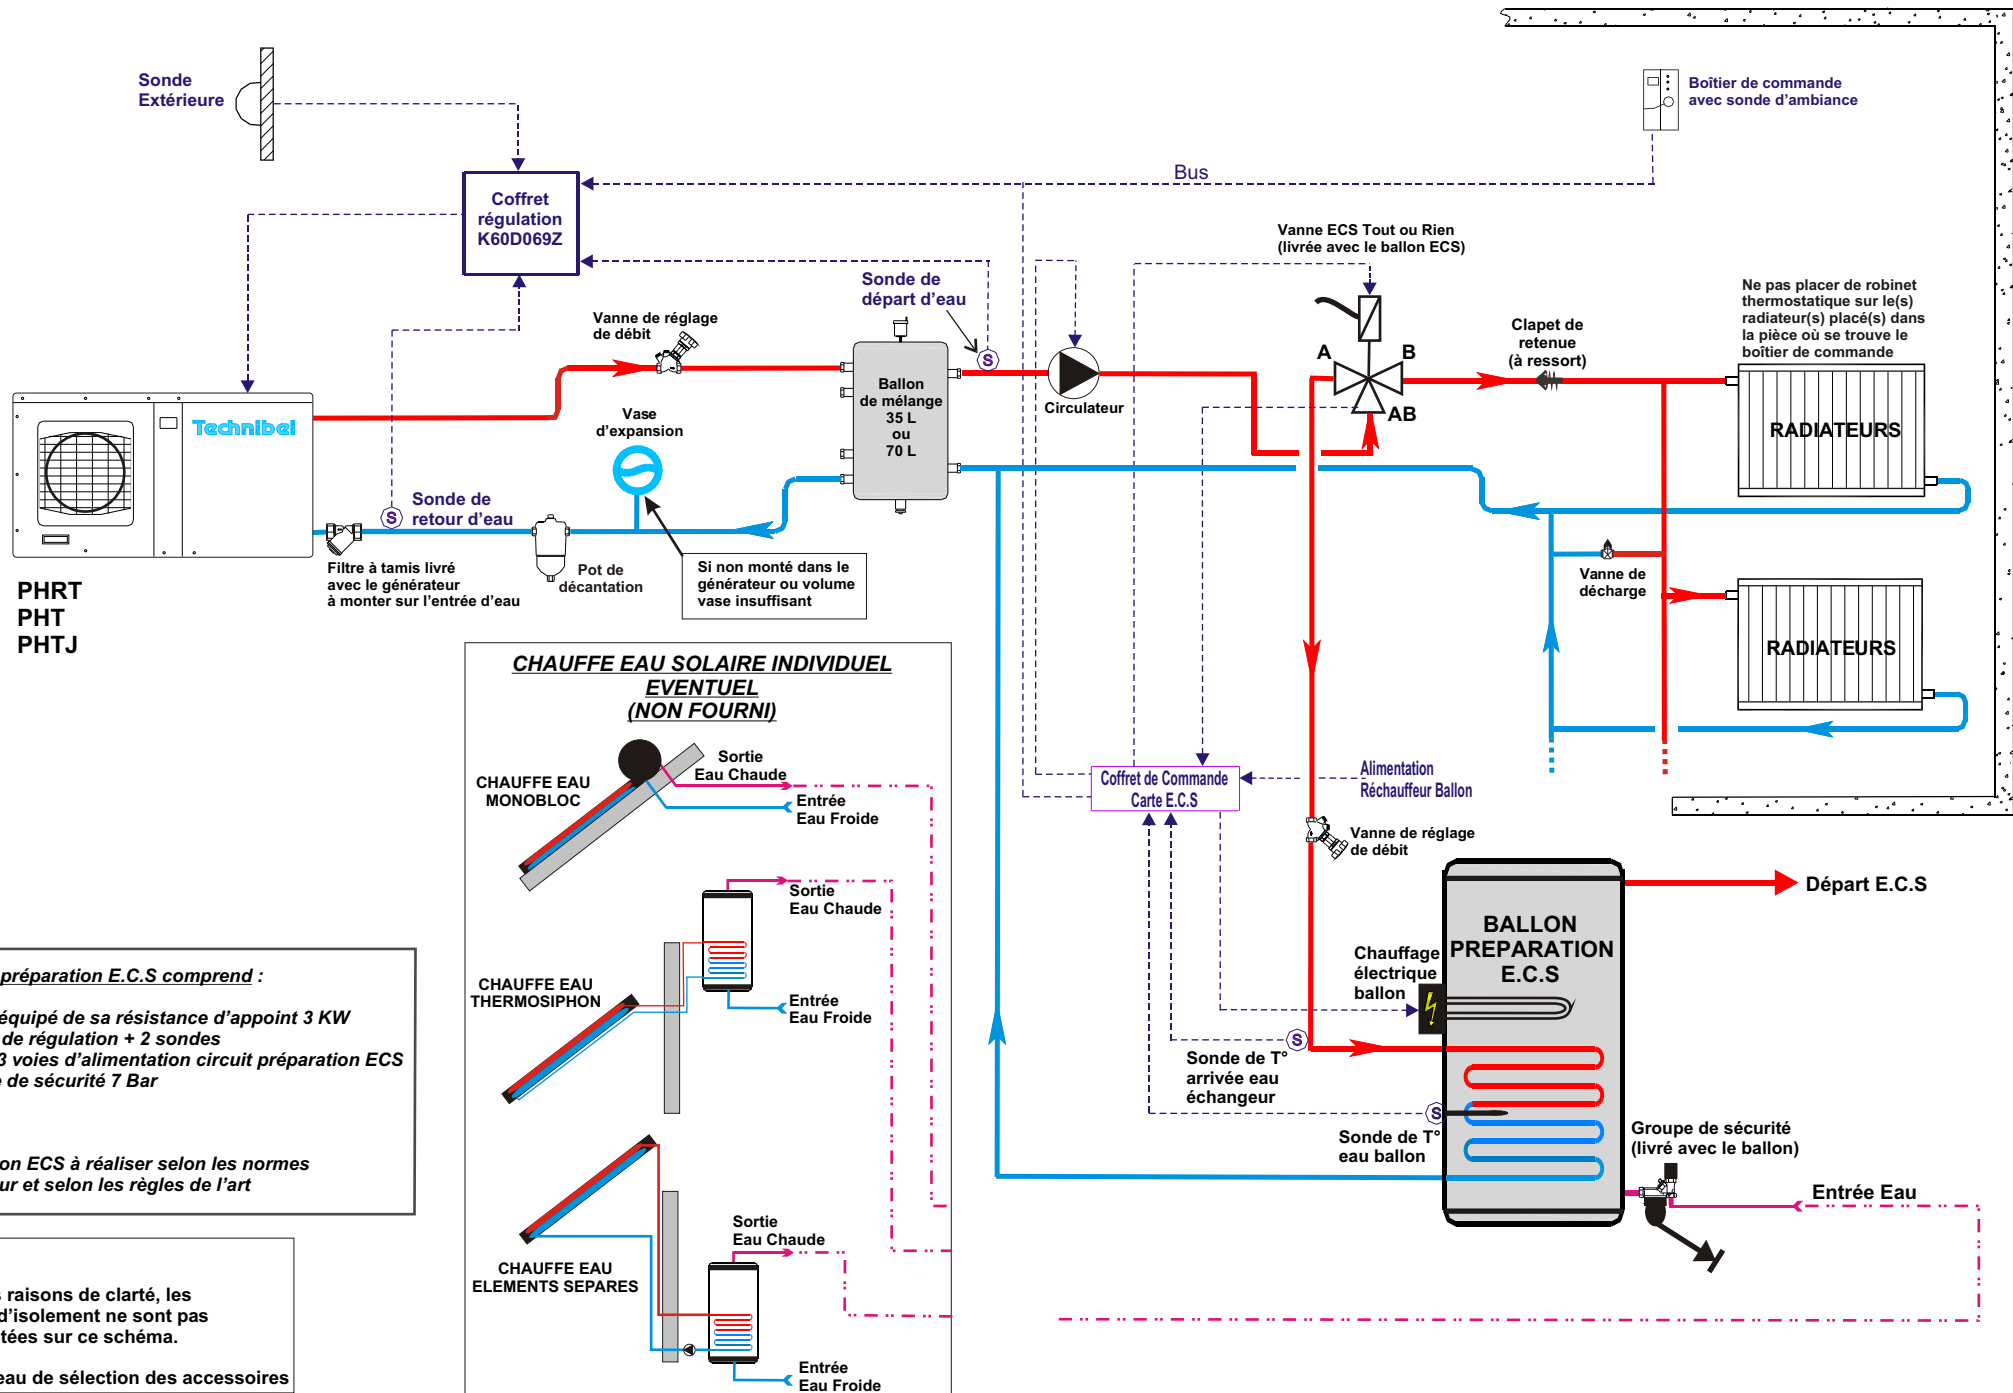 Sonde
Extérieure
Boîtier de commande
avec sonde d'ambiance
Bus
Coffret
régulation
K60D069Z
Vanne ECS Tout ou Rien
(livrée avec le ballon ECS)
Sonde de
départ d'eau
Ne pas placer de robinet
thermostatique sur le(s)
radiateur(s) placé(s) dans
la pièce où se trouve le
boîtier de commande
Vanne de réglage
de débit
Clapet de
retenue
(à ressort)
S
A
B
AB
Ballon
de mélange
35 L
ou
70 L
Circulateur
Technibel
Vase
d'expansion
RADIATEURS
Sonde de
retour d'eau
S
Filtre à tamis livré
avec le générateur
à monter sur l'entrée d'eau
Pot de
décantation
Si non monté dans le
générateur ou volume
vase insuffisant
Vanne de
décharge
PHRT
PHT
PHTJ
RADIATEURS
CHAUFFE EAU SOLAIRE INDIVIDUEL
EVENTUEL
(NON FOURNI)
CHAUFFE EAU
MONOBLOC
Sortie
Eau Chaude
Entrée
Eau Froide
Coffret de Commande
Carte E.C.S
Alimentation
Réchauffeur Ballon
Vanne de réglage
de débit
Sortie
Eau Chaude
CHAUFFE EAU
THERMOSIPHON
Entrée
Eau Froide
Départ E.C.S
BALLON
PREPARATION
E.C.S
Chauffage
électrique
ballon
S
Sonde de T°
arrivée eau
échangeur
S
Sonde de T°
eau ballon
Groupe de sécurité
(livré avec le ballon)
Entrée Eau
préparation E.C.S comprend :
équipé de sa résistance d'appoint 3 KW
de régulation + 2 sondes
3 voies d'alimentation circuit préparation ECS
de sécurité 7 Bar
ECS à réaliser selon les normes
et selon les règles de l'art
Sortie
Eau Chaude
CHAUFFE EAU
ELEMENTS SEPARES
Entrée
Eau Froide
raisons de clarté, les
d'isolement ne sont pas
sur ce schéma.
de sélection des accessoires